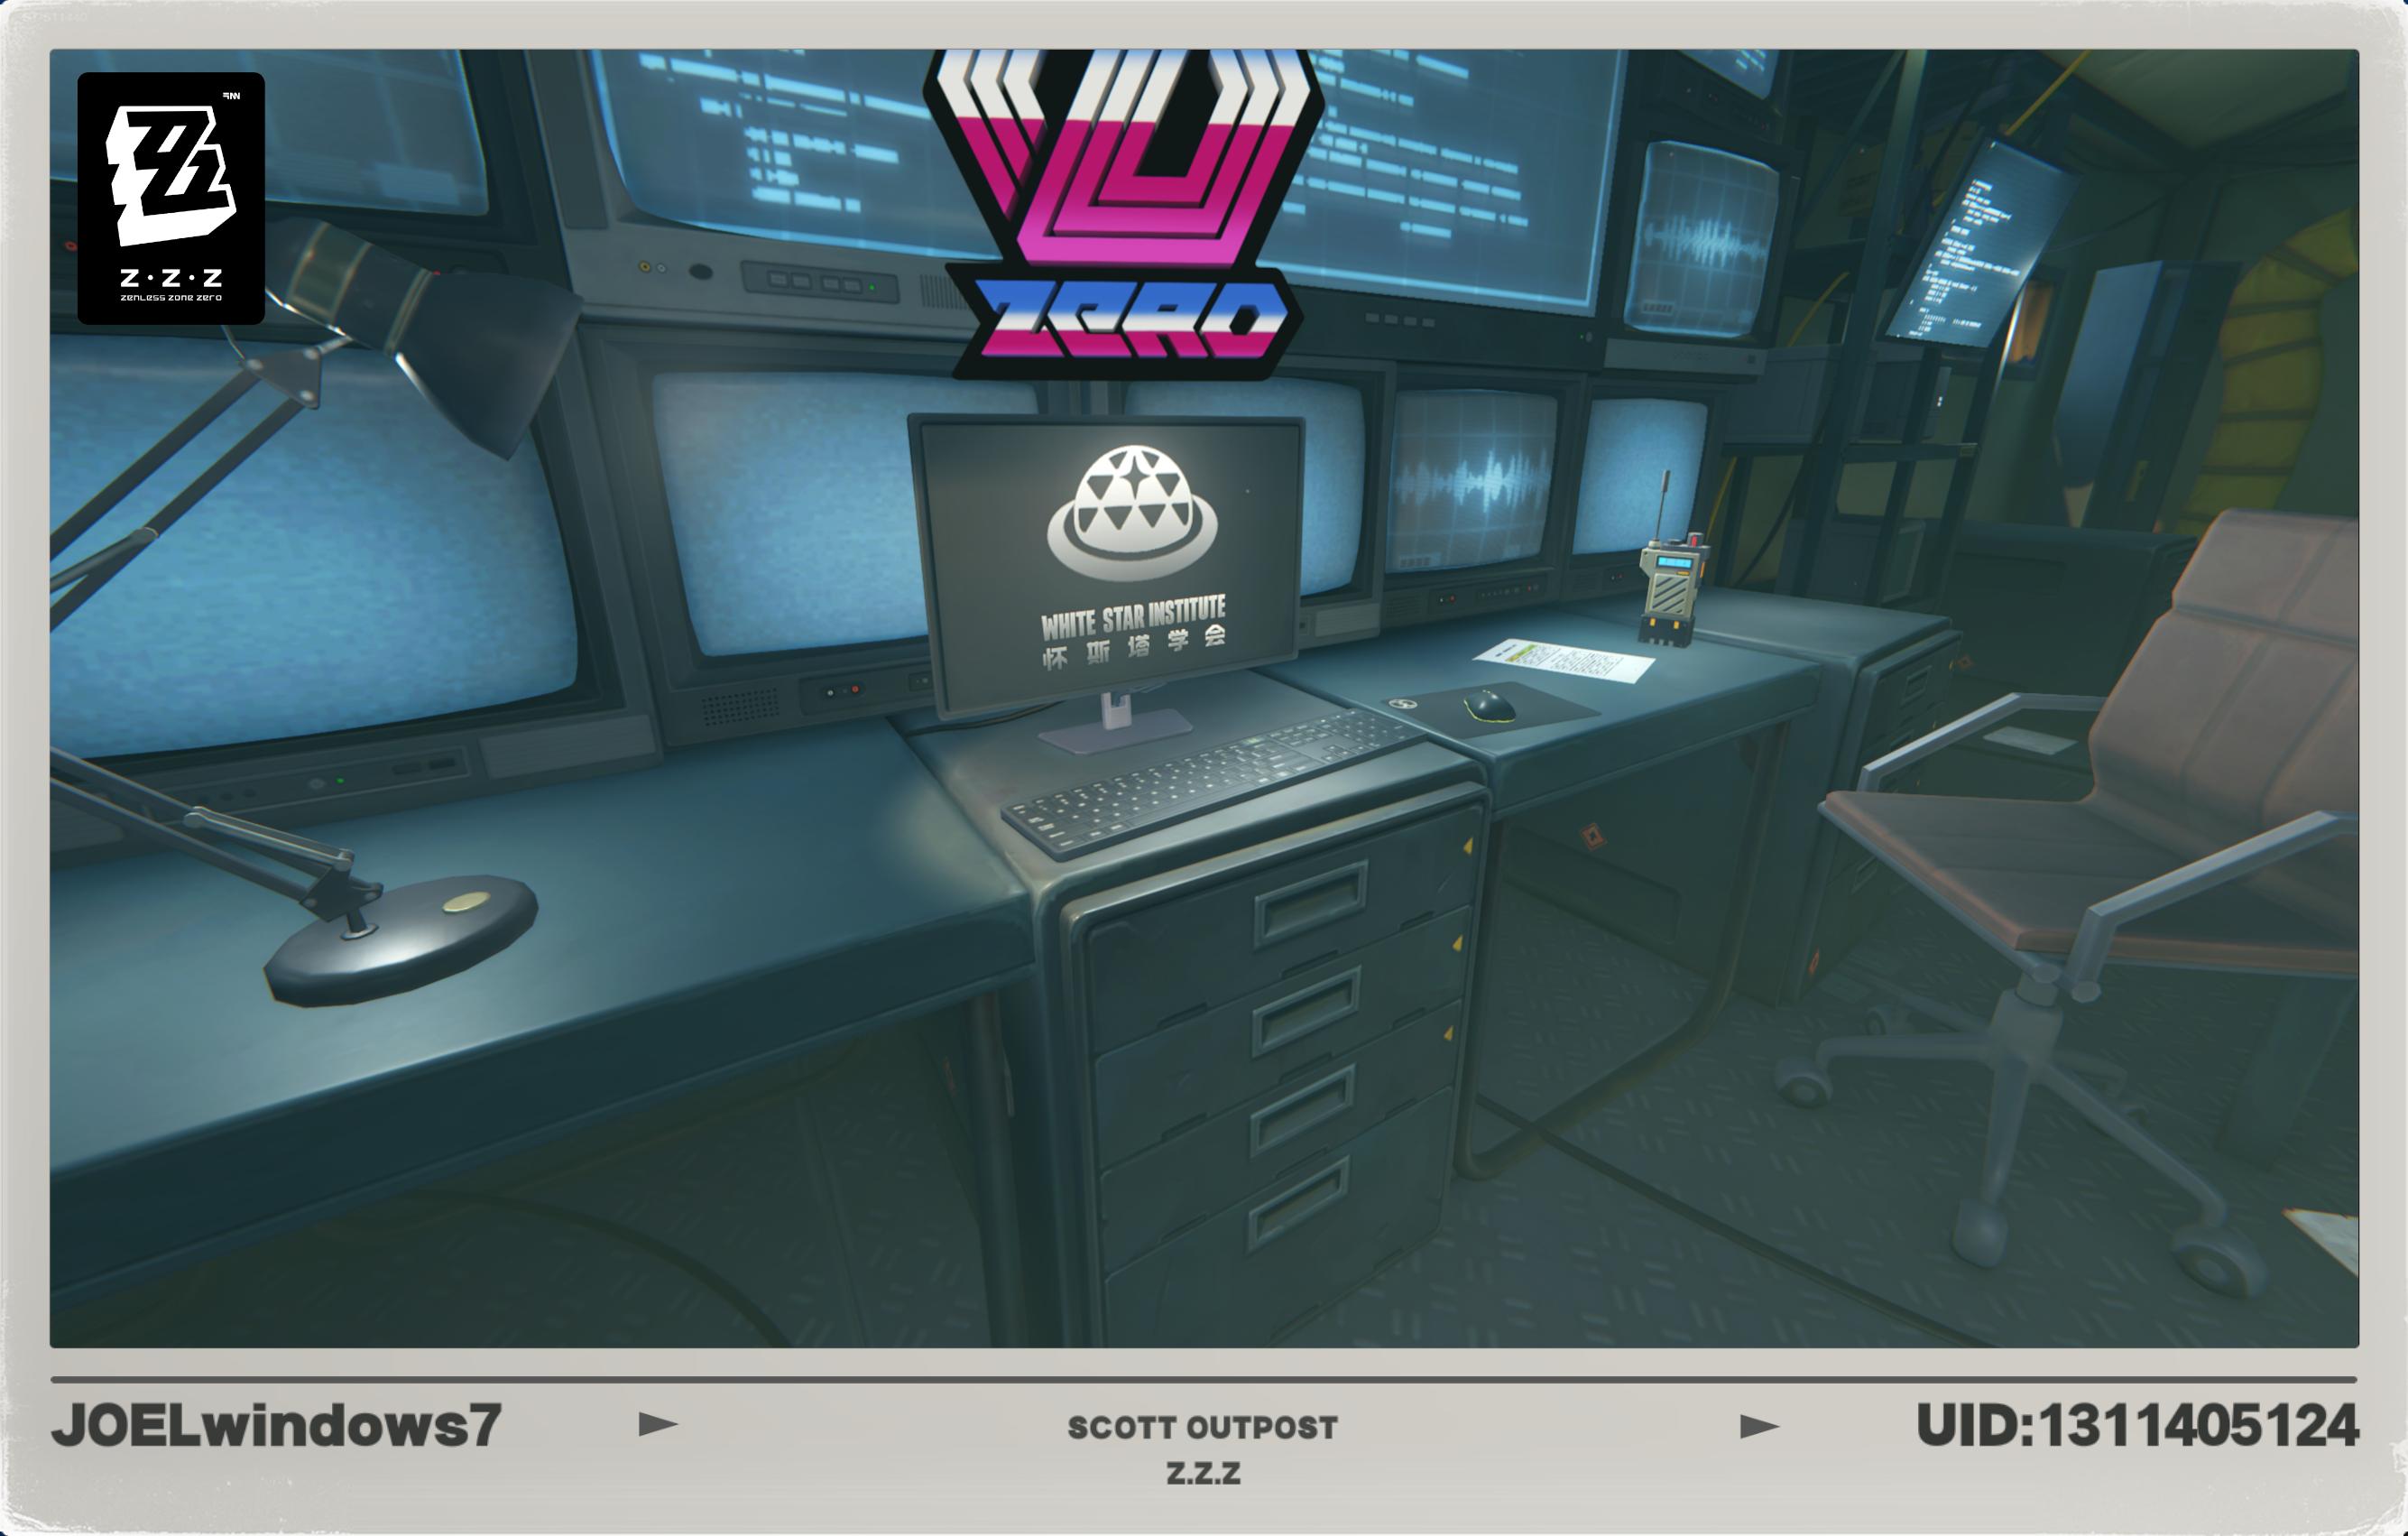 Z·Z·Z
ZENLESS ZONE ZERO
ZERO
WHITE STAR INSTITUTE
怀斯塔学会
JOELwindows7
SCOTT OUTPOST
Z.Z.Z
UID:1311405124